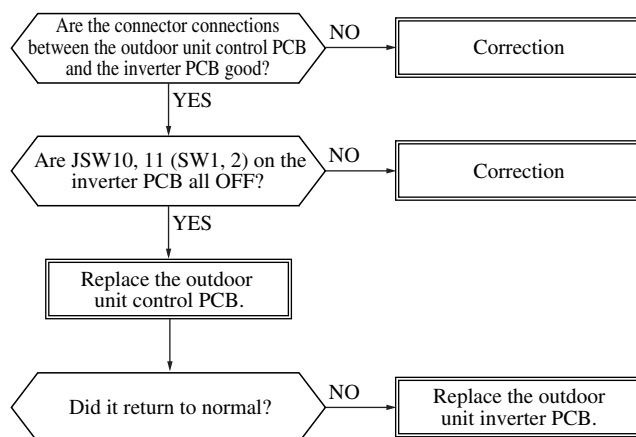 Are the connector connections
between the outdoor unit control PCB
and the inverter PCB good?
NO
Correction
YES
Are JSW10, 11 (SW1, 2) on the
inverter PCB all OFF?
NO
Correction
YES
Replace the outdoor
unit control PCB.
Did it return to normal?
NO
Replace the outdoor
unit inverter PCB.